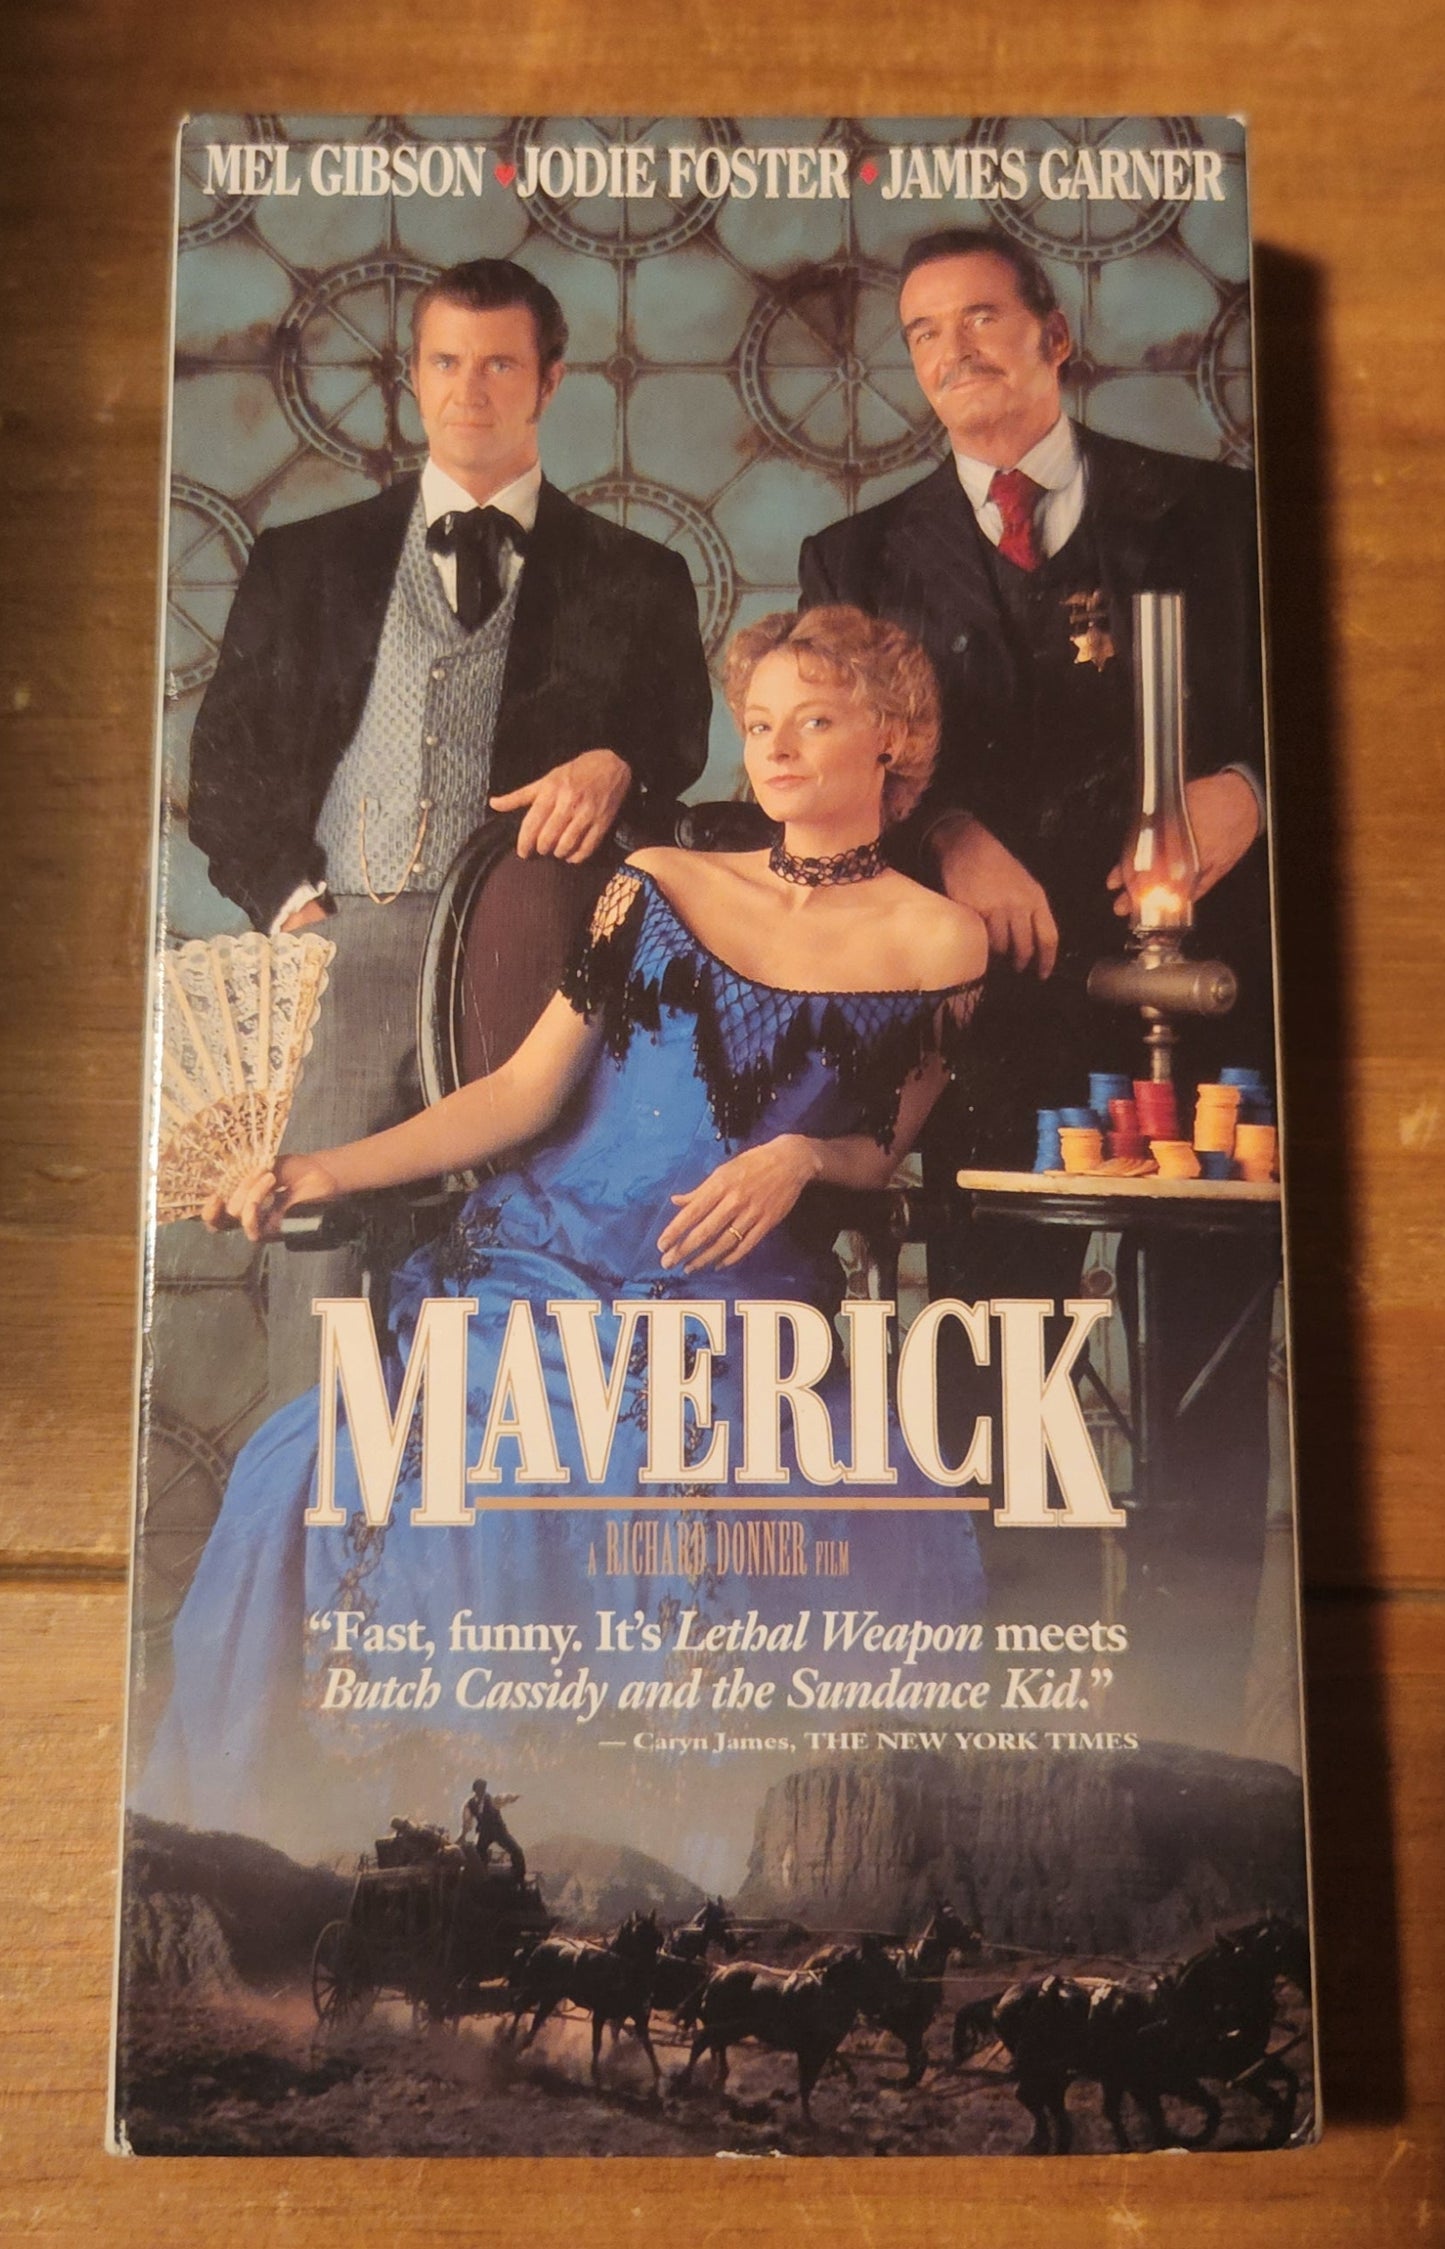 MEL GIBSON ♥ JODIE FOSTER ♦ JAMES GARNER
MAVERICK
A RICHARD DONNER FILM
“Fast, funny. It’s Lethal Weapon meets
Butch Cassidy and the Sundance Kid.”
— Caryn James, THE NEW YORK TIMES